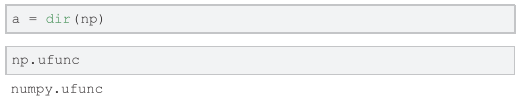 a = dir(np)
np.ufunc
numpy.ufunc